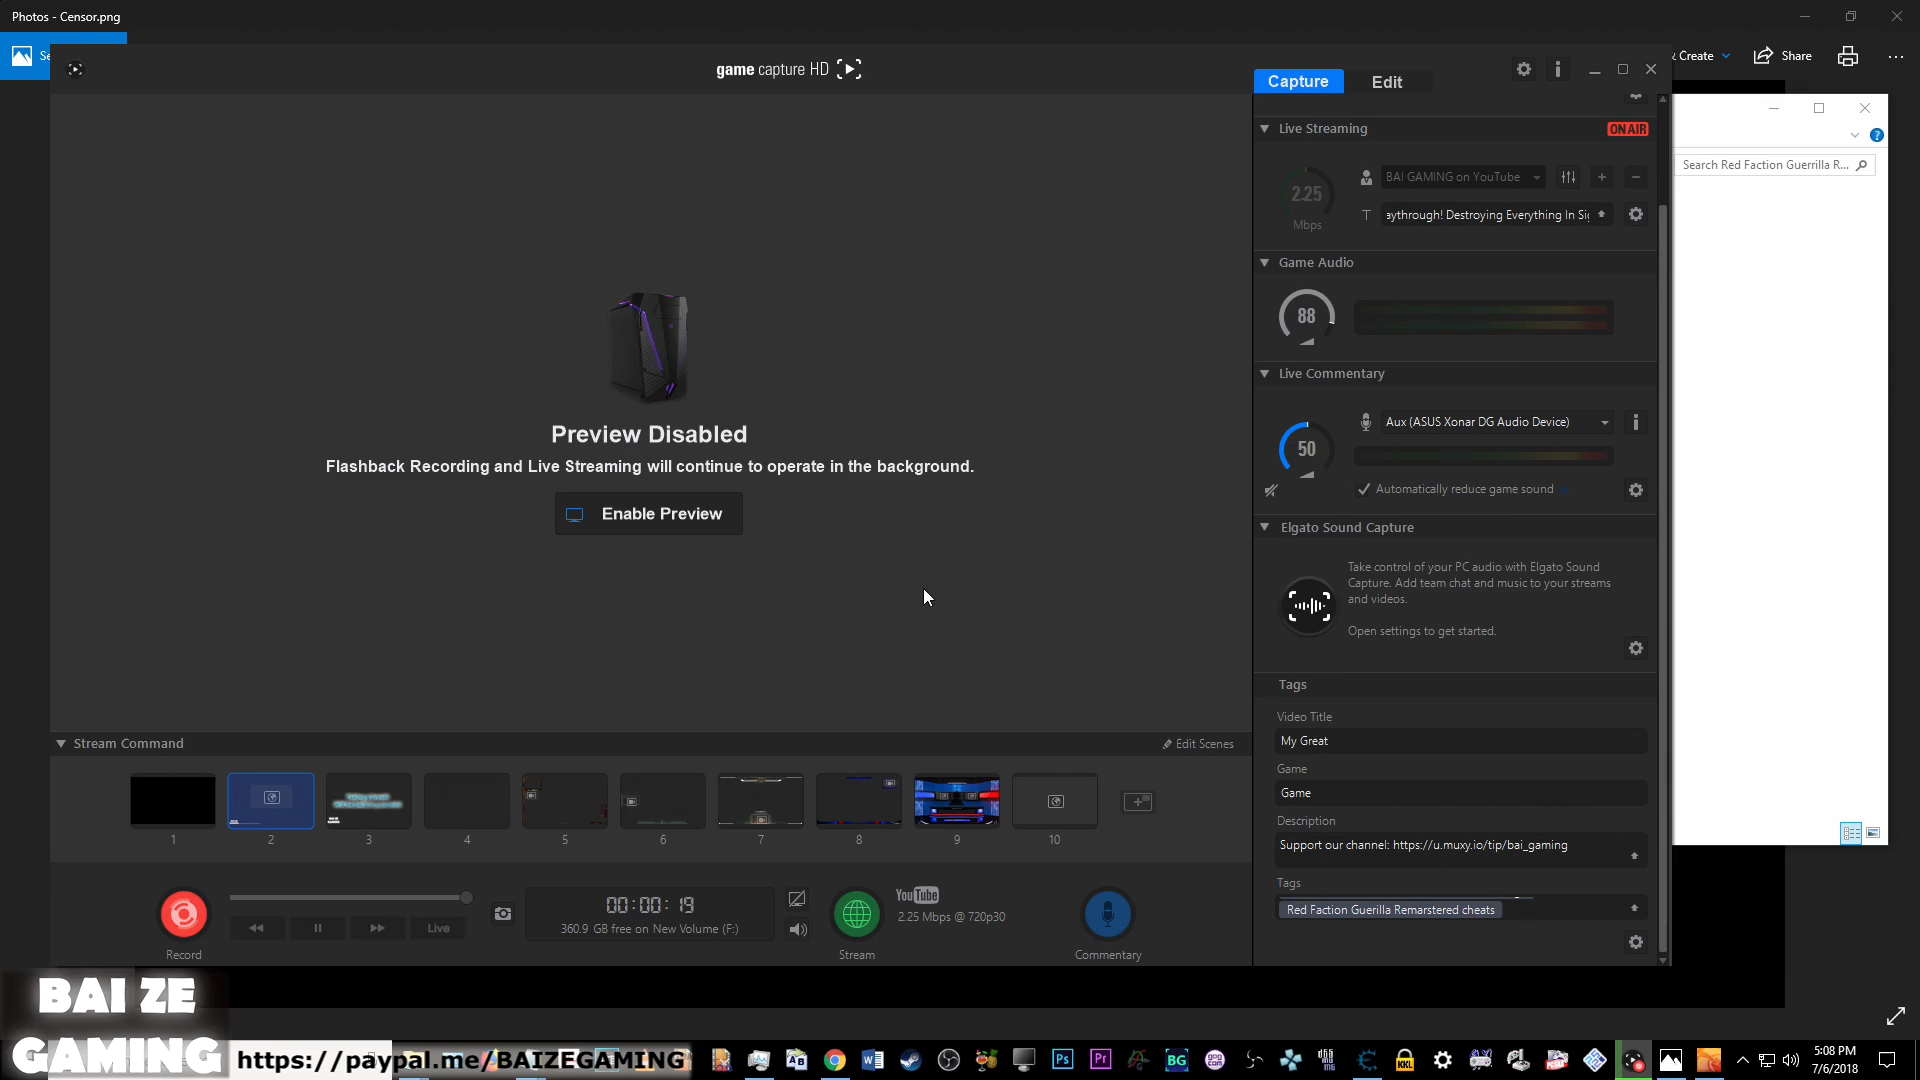 Photos - Censor.png
Se
& Create
Share
game capture HD
Capture
Edit
Live Streaming
ON AIR
2.25
Mbps
BAI GAMING on YouTube
T
aythrough! Destroying Everything In Si
Search Red Faction Guerrilla R...
Game Audio
88
Live Commentary
Aux (ASUS Xonar DG Audio Device)
50
Automatically reduce game sound
Preview Disabled
Flashback Recording and Live Streaming will continue to operate in the background.
Enable Preview
Elgato Sound Capture
Take control of your PC audio with Elgato Sound
Capture. Add team chat and music to your streams
and videos.
Open settings to get started.
Tags
Video Title
My Great
Game
Game
Description
Support our channel: https://u.muxy.io/tip/bai_gaming
Tags
Red Faction Guerilla Remarstered cheats
Stream Command
Edit Scenes
1
2
3
4
5
6
7
8
9
10
Live
00:00:19
360.9 GB free on New Volume (F:)
YouTube
2.25 Mbps @ 720p30
Record
Stream
Commentary
BAI ZE
GAMING
https://paypal.me/BAIZEGAMING
5:08 PM
7/6/2018